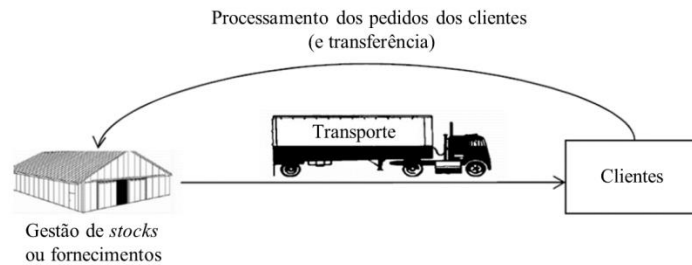 Processamento dos pedidos dos clientes
(e transferência)
Transporte
Clientes
Gestão de stocks
ou fornecimentos